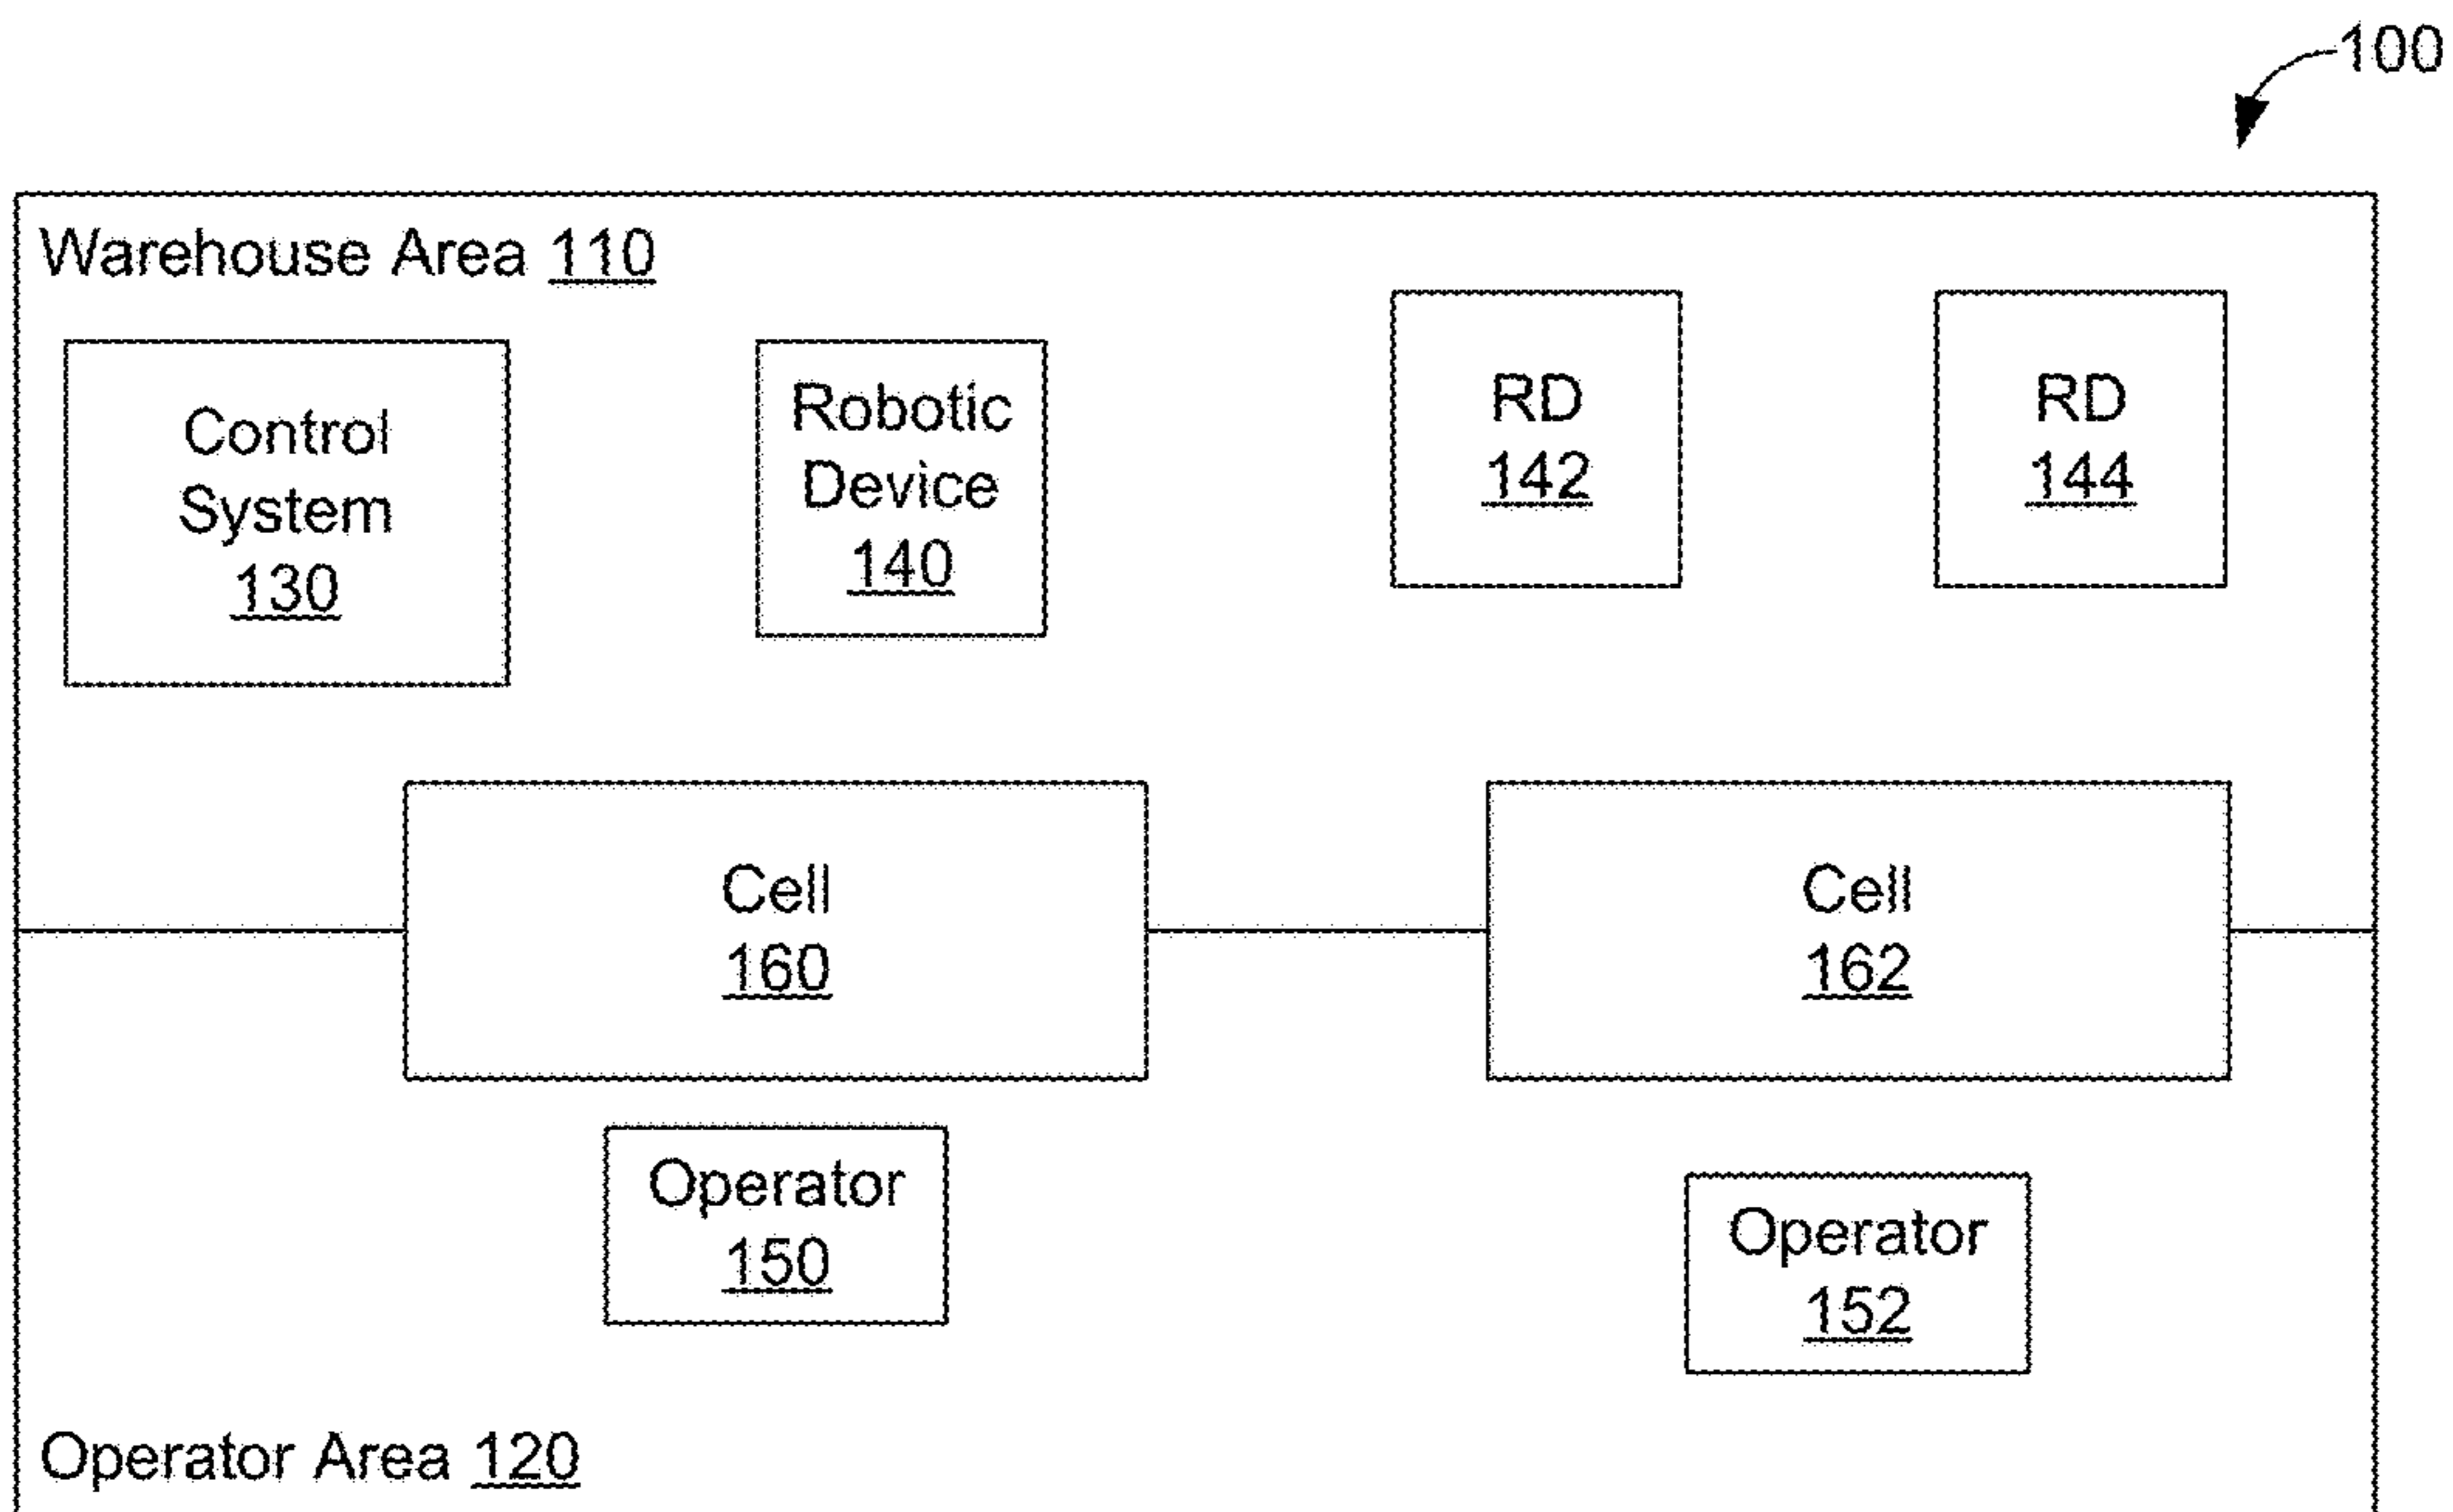 100
Warehouse Area 110
Control
System
130
Robotic
Device
140
RD
142
RD
144
Cell
160
Cell
162
Operator
150
Operator
152
Operator Area 120